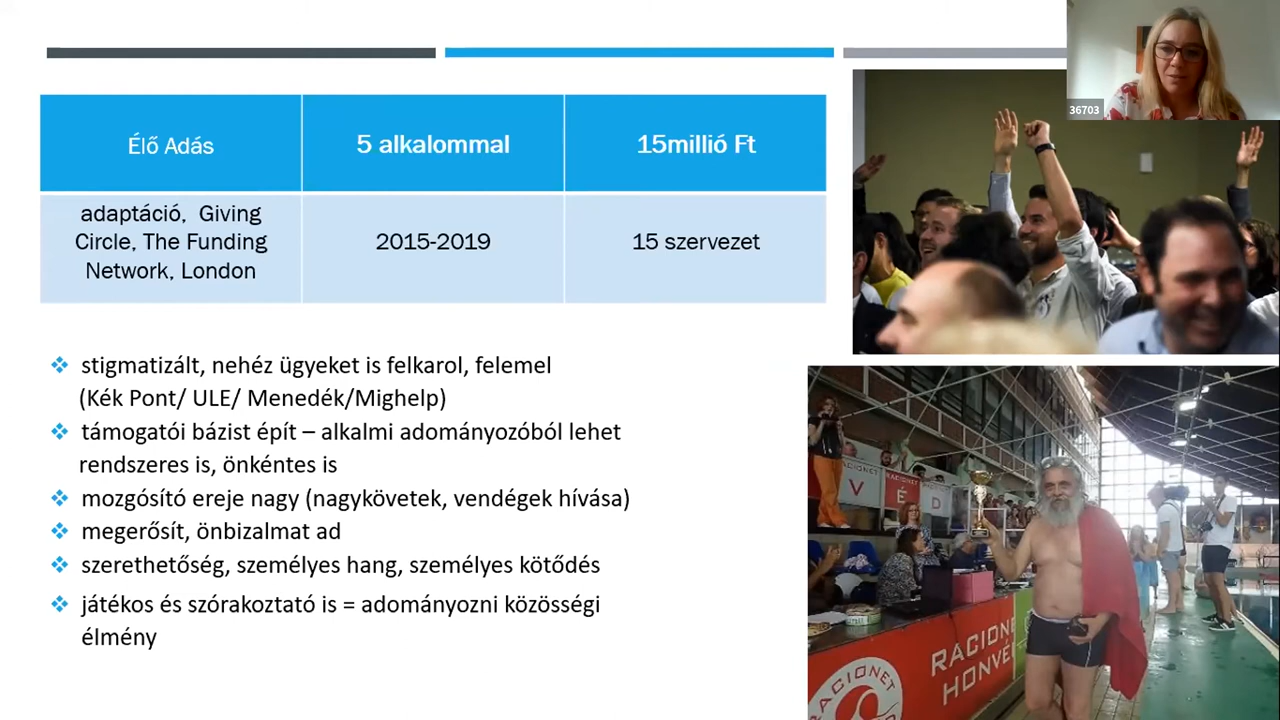 36703
Élő Adás
5 alkalommal
15millió Ft
adaptáció, Giving
Circle, The Funding
Network, London
2015-2019
15 szervezet
stigmatizált, nehéz ügyeket is felkarol, felemel
(Kék Pont/ ULE/ Menedék/Mighelp)
támogatói bázist épít – alkalmi adományozóból lehet
rendszeres is, önkéntes is
mozgósító ereje nagy (nagykövetek, vendégek hívása)
megerősít, önbizalmat ad
szerethetőség, személyes hang, személyes kötődés
játékos és szórakoztató is = adományozni közösségi
élmény
RACIONET
V É D
RACIONE
HONVÉ
RACIONET